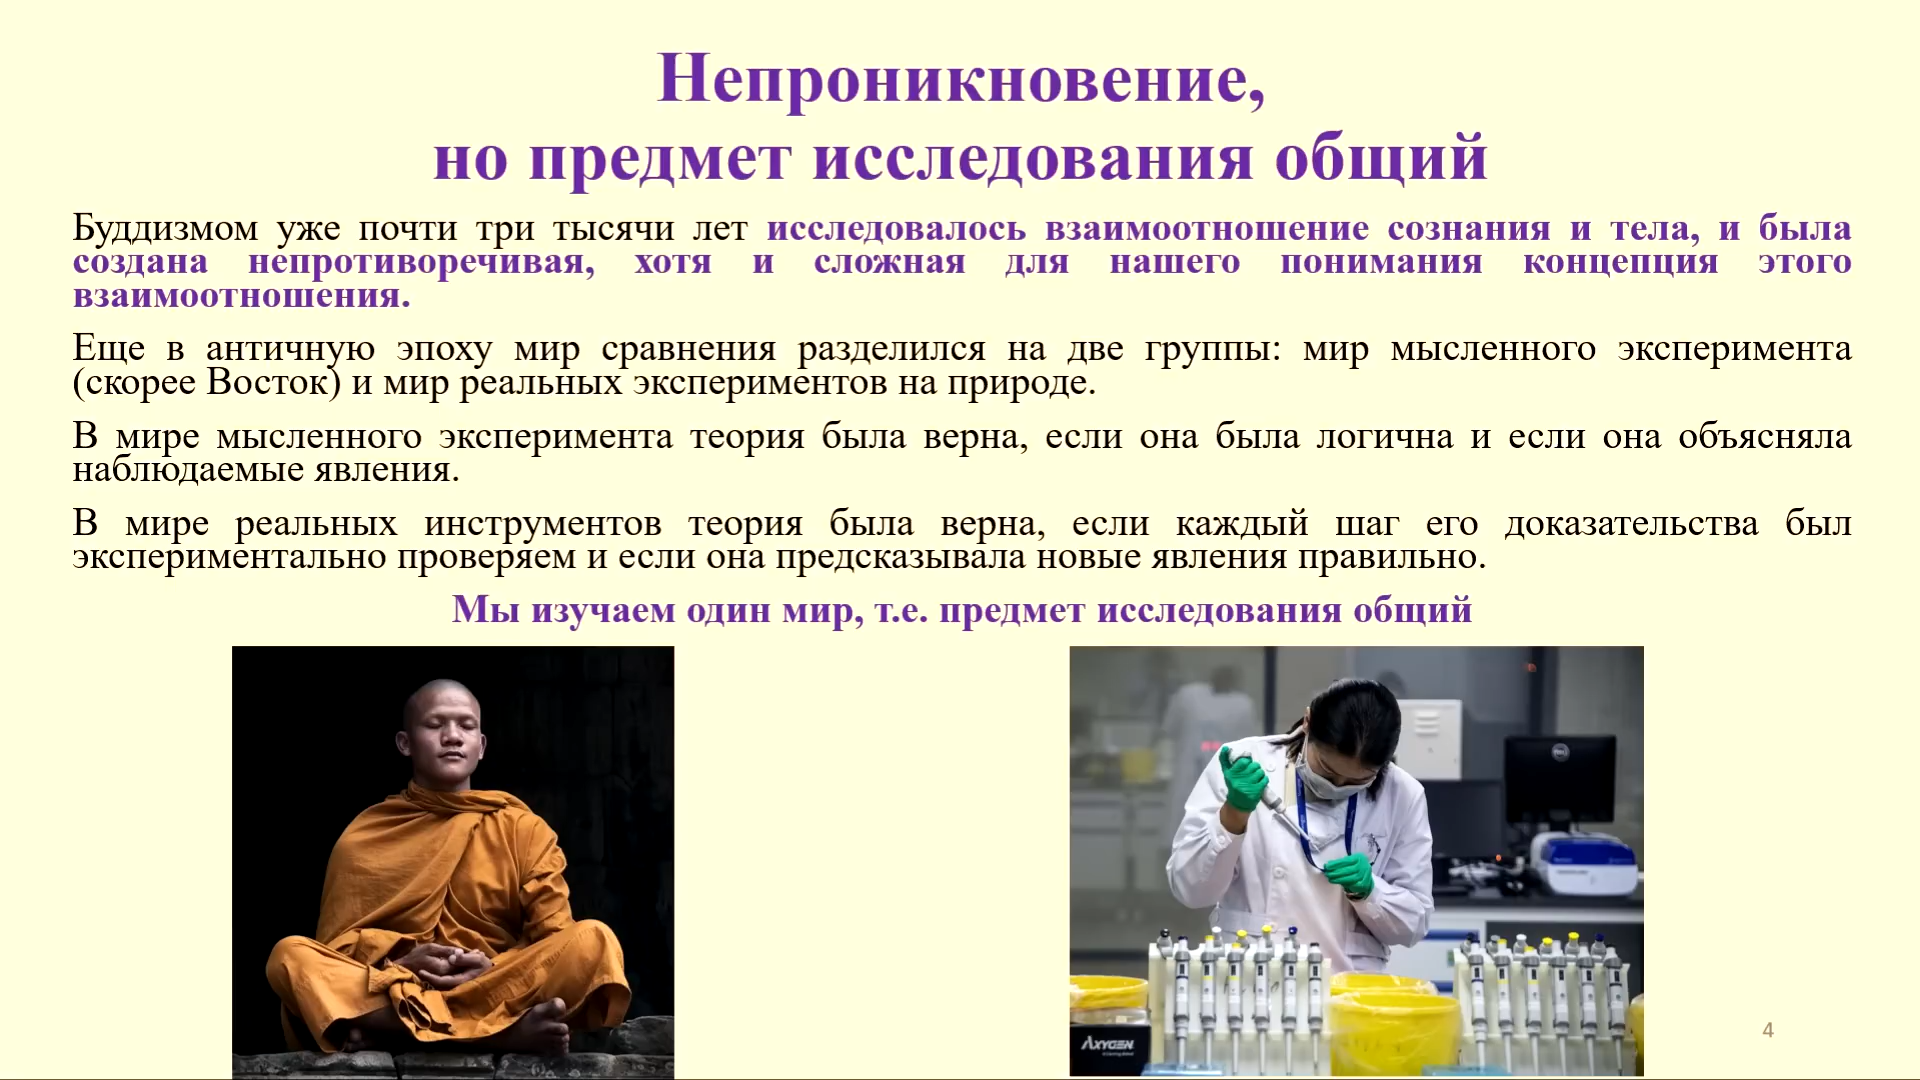 Непроникновение,
но предмет исследования общий
Буддизмом уже почти три тысячи лет исследовалось взаимоотношение сознания и тела, и была
создана непротиворечивая, хотя и сложная для нашего понимания концепция этого
взаимоотношения.
Еще в античную эпоху мир сравнения разделился на две группы: мир мысленного эксперимента
(скорее Восток) и мир реальных экспериментов на природе.
В мире мысленного эксперимента теория была верна, если она была логична и если она объясняла
наблюдаемые явления.
В мире реальных инструментов теория была верна, если каждый шаг его доказательства был
экспериментально проверяем и если она предсказывала новые явления правильно.
Мы изучаем один мир, т.е. предмет исследования общий
DELL
AXYGEN
4